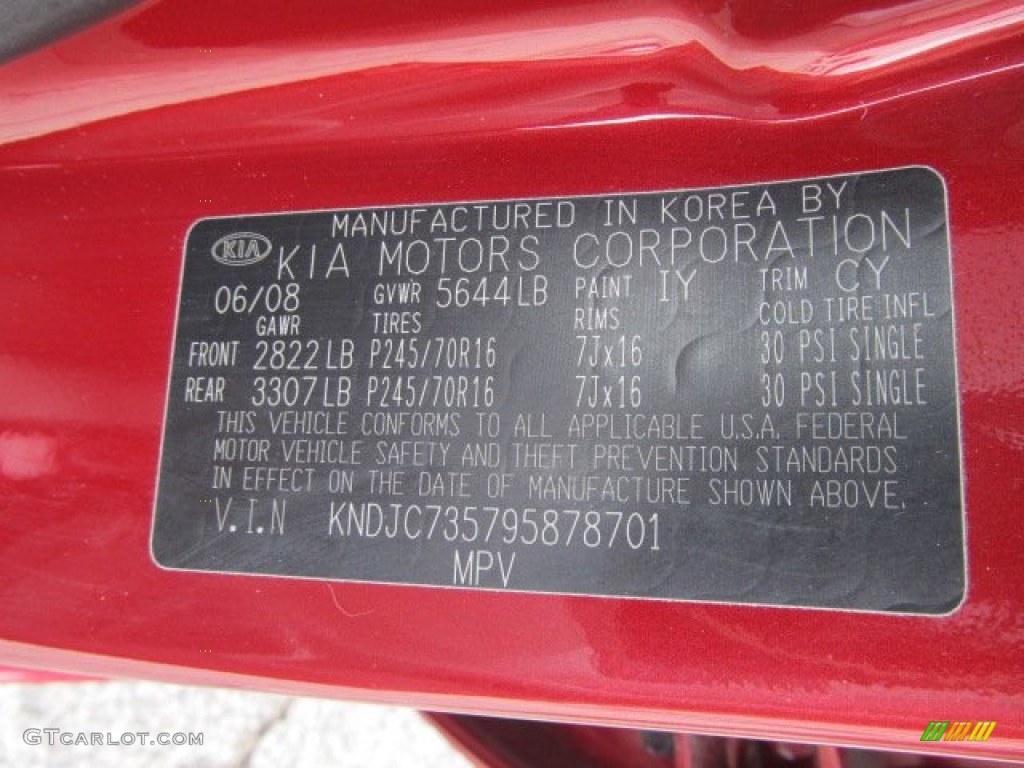 MANUFACTURED IN KOREA BY
KIA KIA MOTORS CORPORATION
06/08 GVWR 5644LB PAINT IY TRIM CY
GAWR TIRES RIMS COLD TIRE INFL
FRONT 2822LB P245/70R16 7Jx16 30 PSI SINGLE
REAR 3307LB P245/70R16 7Jx16 30 PSI SINGLE
THIS VEHICLE CONFORMS TO ALL APPLICABLE U.S.A. FEDERAL
MOTOR VEHICLE SAFETY AND THEFT PREVENTION STANDARDS
IN EFFECT ON THE DATE OF MANUFACTURE SHOWN ABOVE.
V.I.N KNDJC735795878701
MPV
GTCARLOT.COM